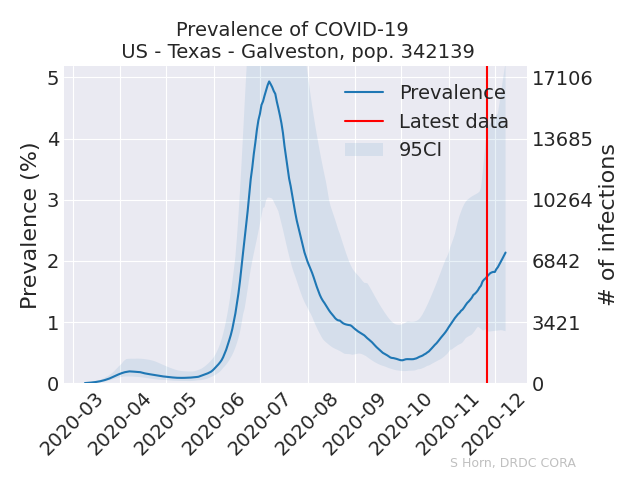 Prevalence of COVID-19
US - Texas - Galveston, pop. 342139
Prevalence (%)
5
4
3
2
1
0
17106
13685
10264
6842
3421
0
# of infections
Prevalence
Latest data
95CI
2020-03
2020-04
2020-05
2020-06
2020-07
2020-08
2020-09
2020-10
2020-11
2020-12
S Horn, DRDC CORA